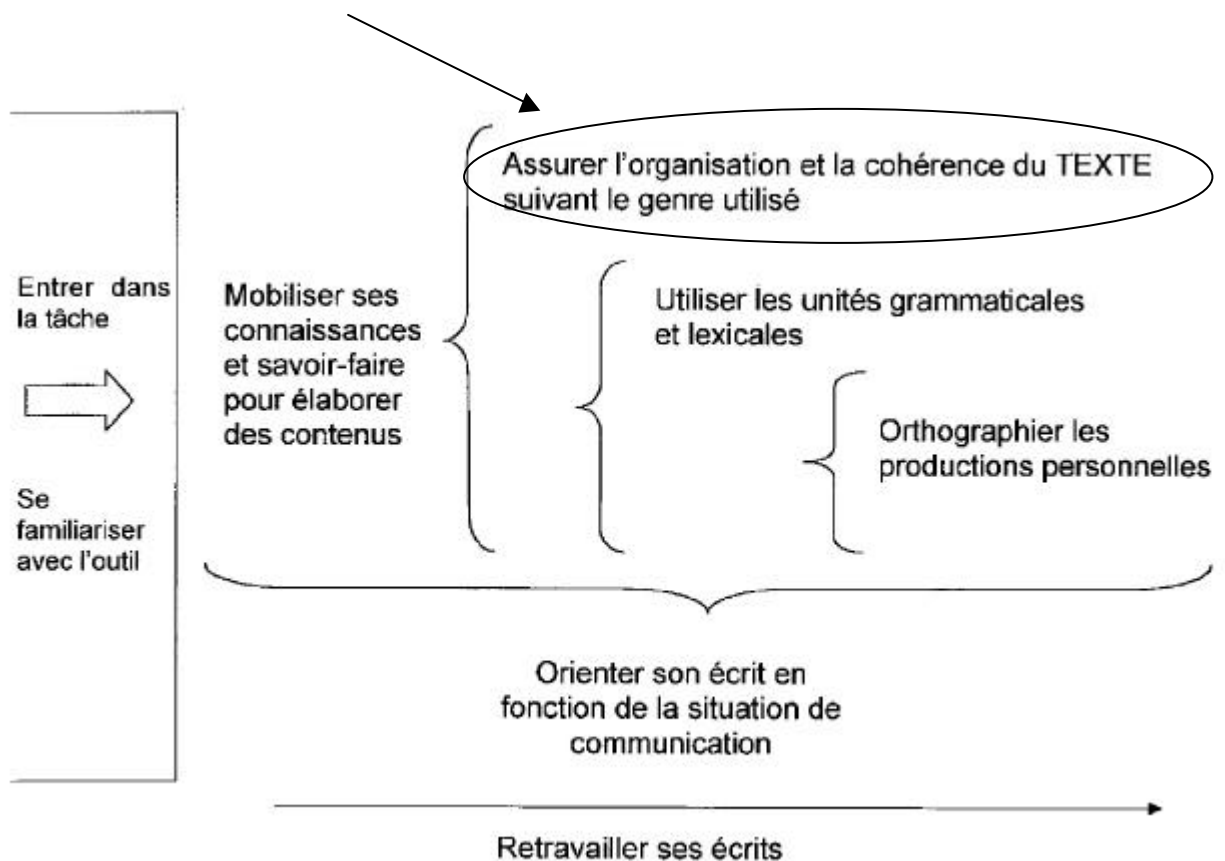 Assurer l'organisation et la cohérence du TEXTE
suivant le genre utilisé
Entrer dans
la tâche
Mobiliser ses
connaissances
et savoir-faire
pour élaborer
des contenus
Utiliser les unités grammaticales
et lexicales
Orthographier les
productions personnelles
Se
familiariser
avec l'outil
Orienter son écrit en
fonction de la situation de
communication
Retravailler ses écrits